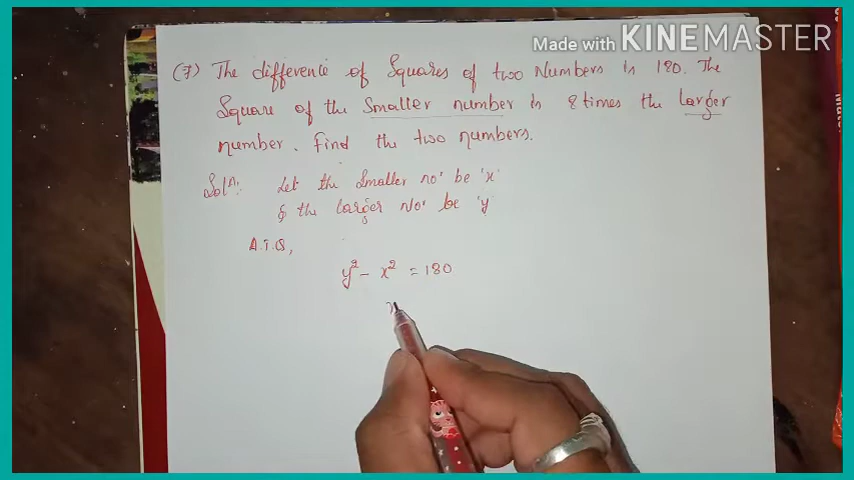 Made with KINEMASTER
(7) The difference of Squares of two Numbers is 180. The
Square of the Smaller number is 8 times the larger
number. Find the two numbers.
Solⁿ: Let the Smaller no' be 'x'
& the larger No' be 'y'
A.T.Q,
y² - x² = 180